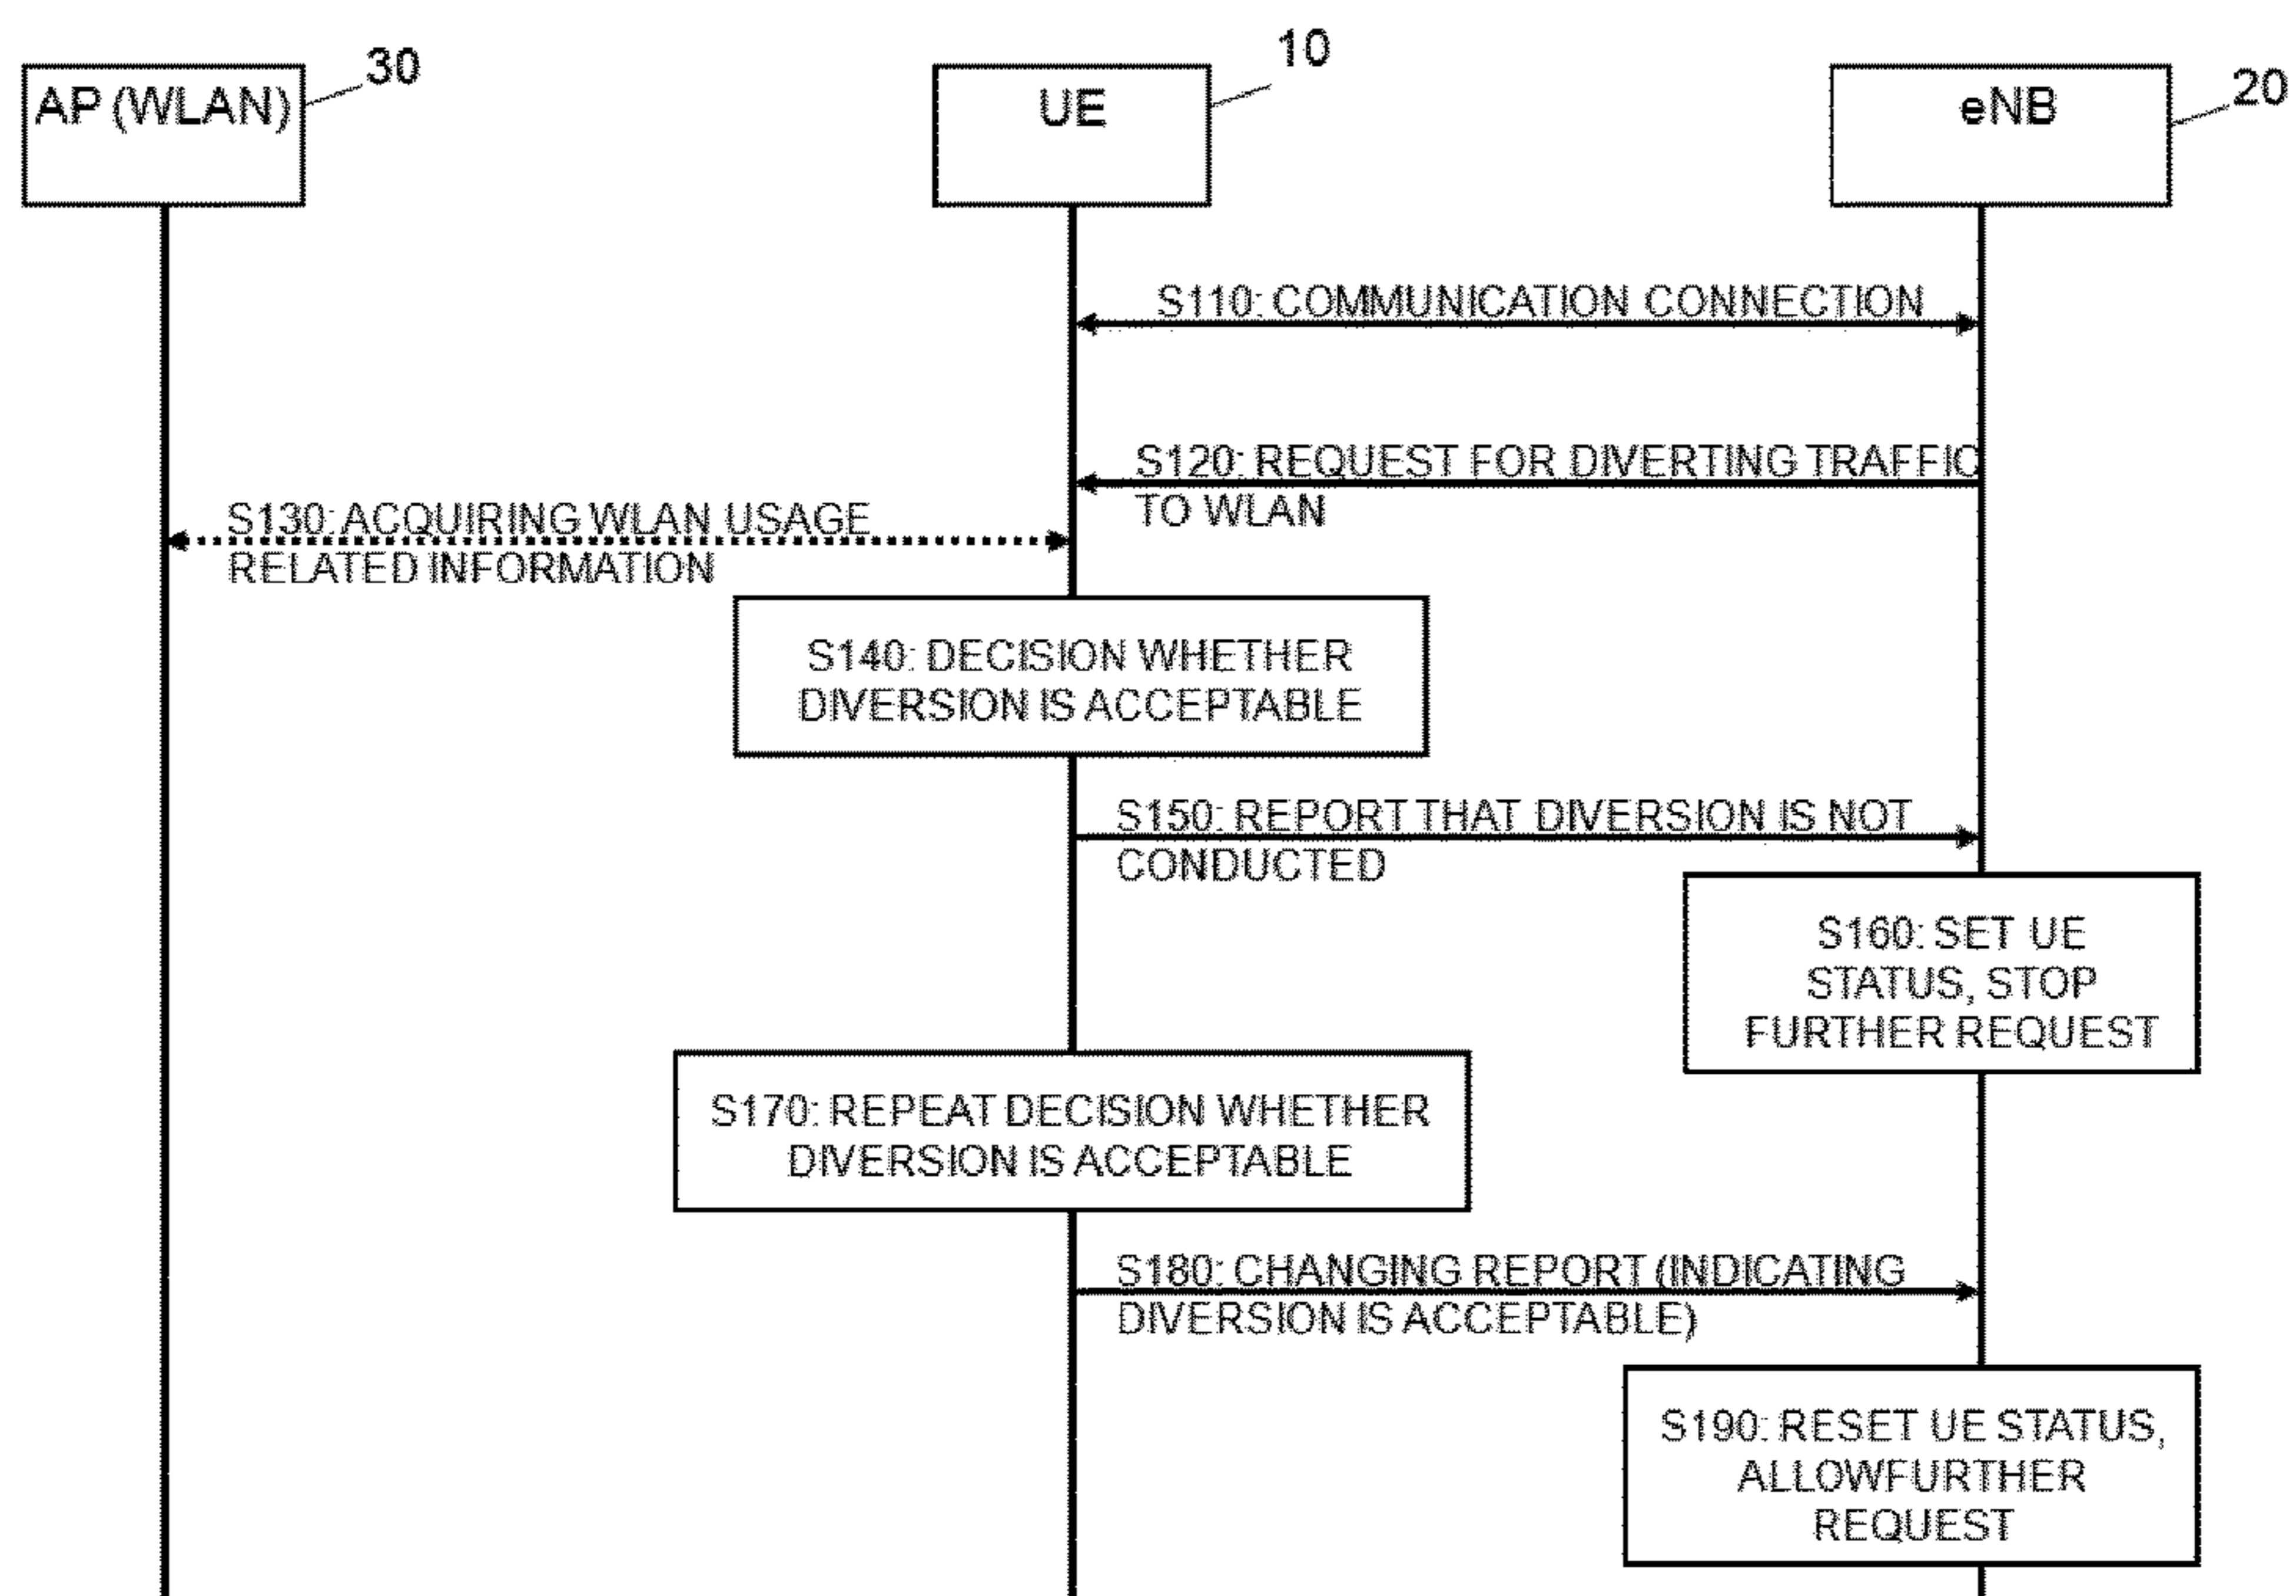 AP (WLAN)
30
UE
10
eNB
20
S110: COMMUNICATION CONNECTION
S120: REQUEST FOR DIVERTING TRAFFIC
TO WLAN
S130: ACQUIRING WLAN USAGE
RELATED INFORMATION
S140: DECISION WHETHER
DIVERSION IS ACCEPTABLE
S150: REPORT THAT DIVERSION IS NOT
CONDUCTED
S160: SET UE
STATUS, STOP
FURTHER REQUEST
S170: REPEAT DECISION WHETHER
DIVERSION IS ACCEPTABLE
S180: CHANGING REPORT (INDICATING
DIVERSION IS ACCEPTABLE)
S190: RESET UE STATUS,
ALLOWFURTHER
REQUEST